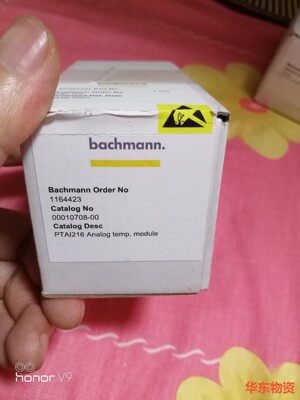 bachmann.
bachmann.
Bachmann Order No
1164423
Catalog No
00010708-00
Catalog Desc
PTAI216 Analog temp. module
honor V9
华东物资